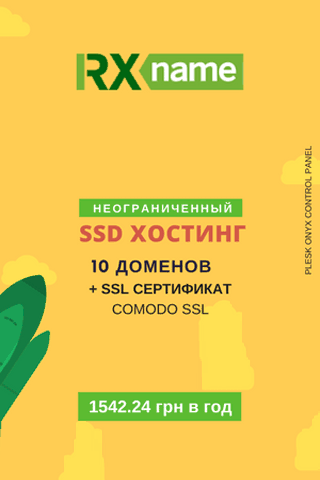 RX name
НЕОГРАНИЧЕННЫЙ
SSD ХОСТИНГ
10 ДОМЕНОВ
+ SSL СЕРТИФИКАТ
COMODO SSL
1542.24 грн в год
PLESK ONYX CONTROL PANEL